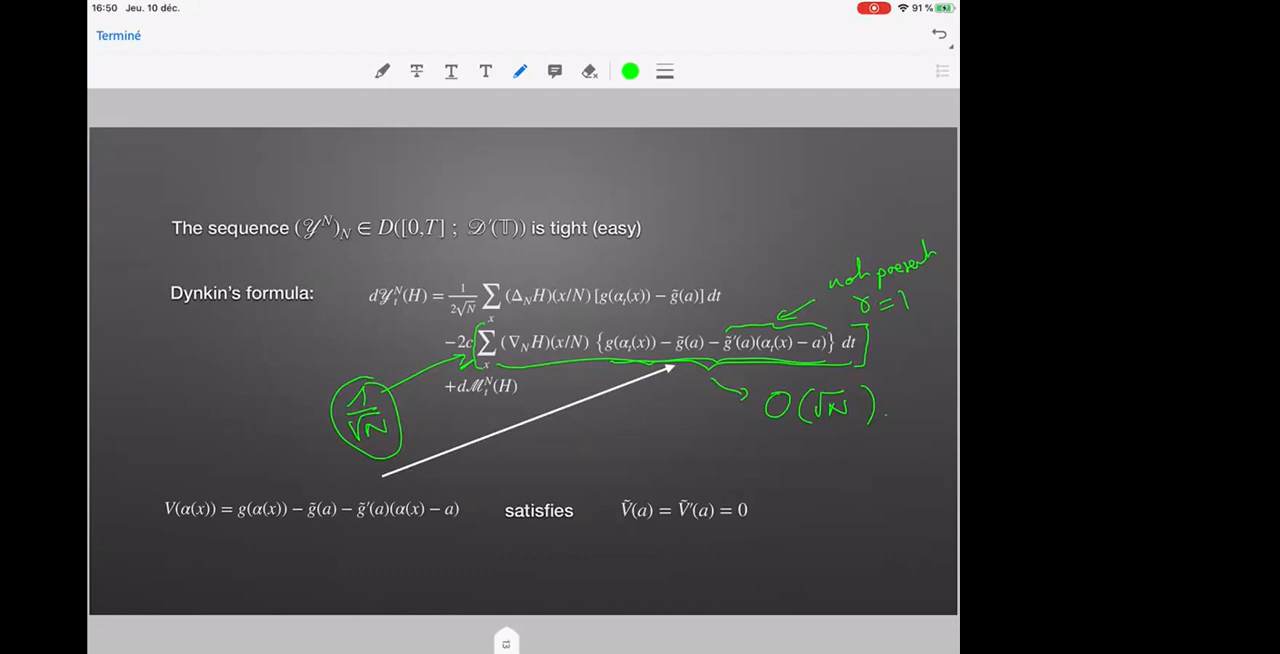 16:50 Jeu. 10 déc.
91 %
Terminé
The sequence (𝒴^N)_N ∈ D([0,T] ; 𝒟′(𝕋)) is tight (easy)
not present
γ = 1
Dynkin's formula: d𝒴_t^N(H) = 1/(2√N) ∑_x (Δ_N H)(x/N) [g(α_t(x)) − g̃(a)] dt
−2c ∑_x (∇_N H)(x/N) {g(α_t(x)) − g̃(a) − g̃′(a)(α_t(x) − a)} dt
+dℳ_t^N(H)
1/√N
O(√N).
V(α(x)) = g(α(x)) − g̃(a) − g̃′(a)(α(x) − a) satisfies Ṽ(a) = Ṽ′(a) = 0
13